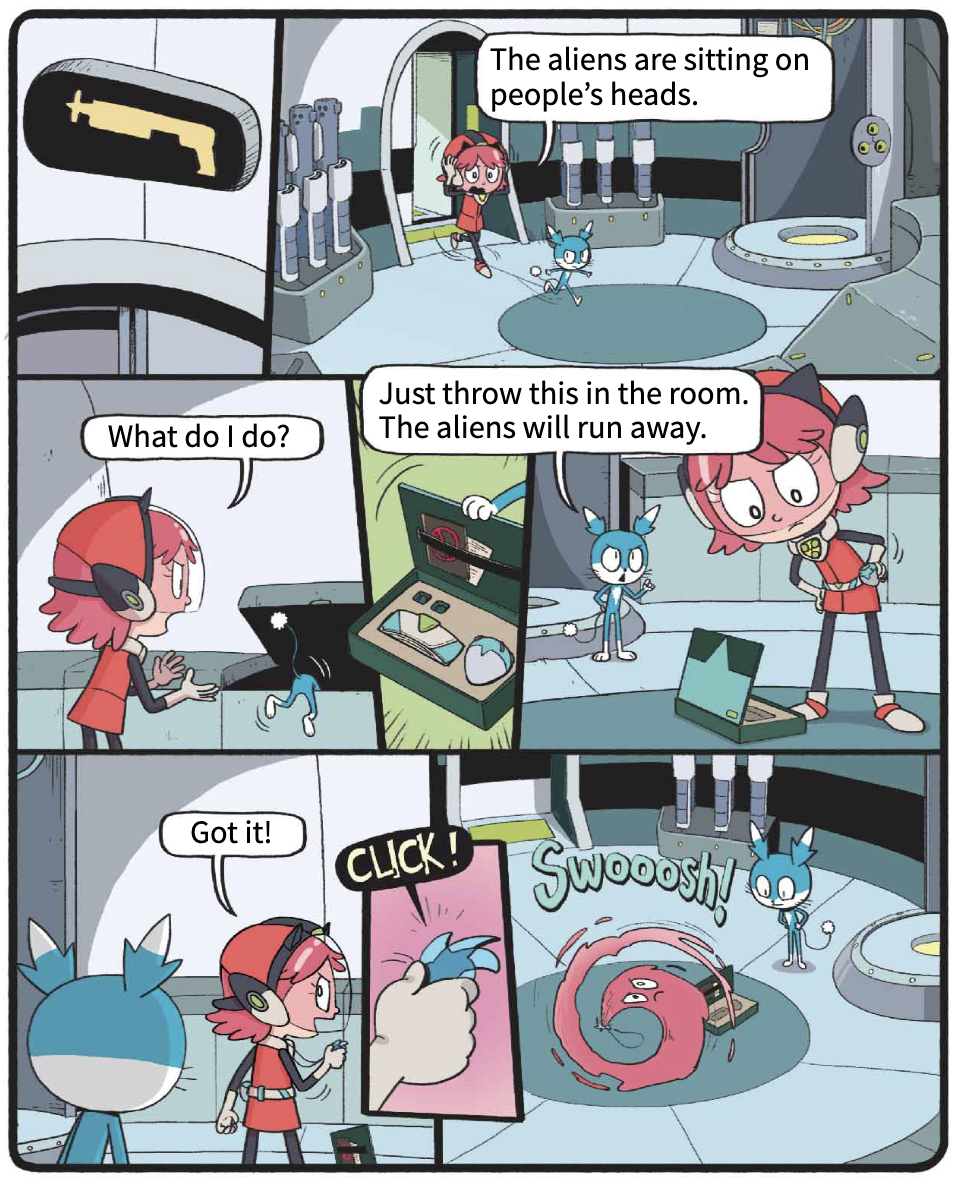 The aliens are sitting on
people's heads.
What do I do?
Just throw this in the room.
The aliens will run away.
Got it!
CLICK!
SWOOOSH!